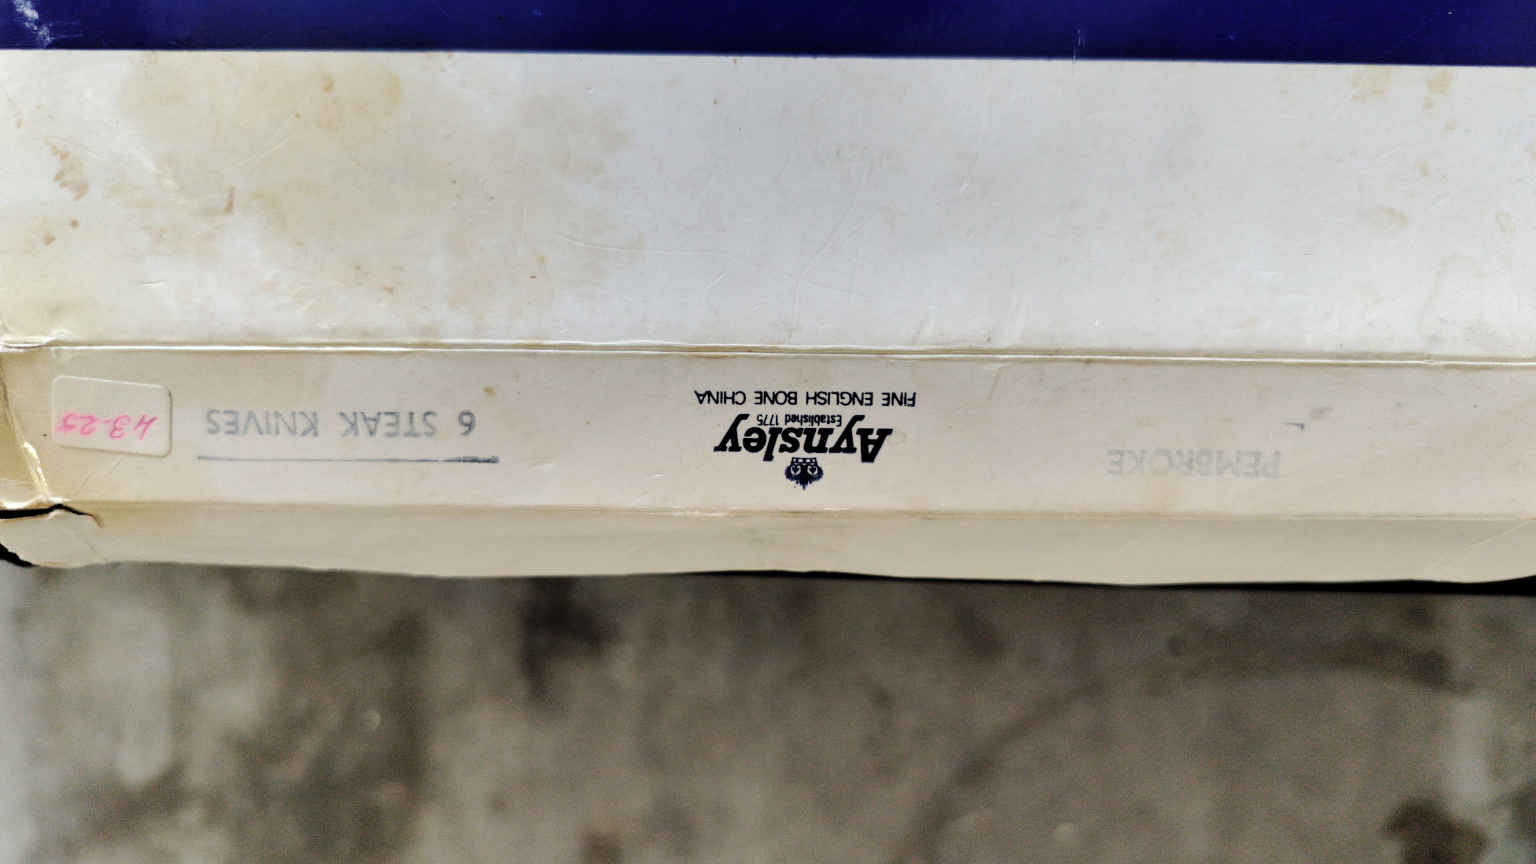 PEMBROKE
Aynsley
Established 1775
FINE ENGLISH BONE CHINA
6 STEAK KNIVES
43-25